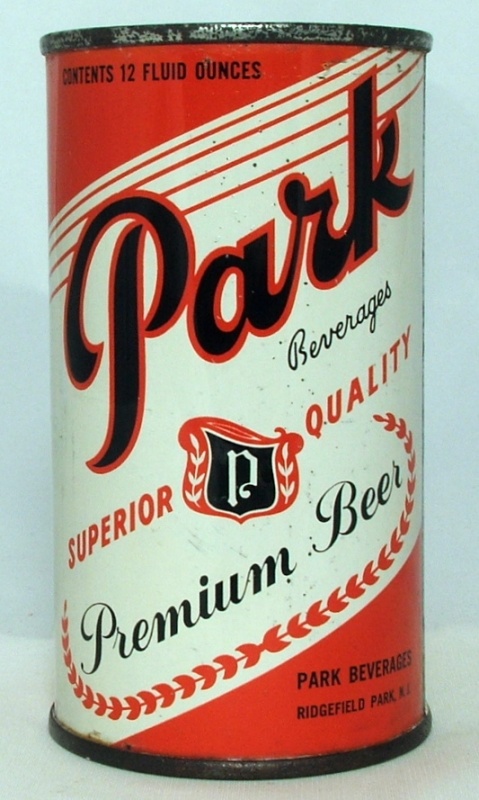 CONTENTS 12 FLUID OUNCES
Park
Beverages
SUPERIOR QUALITY
P
Premium Beer
PARK BEVERAGES
RIDGEFIELD PARK, N.J.